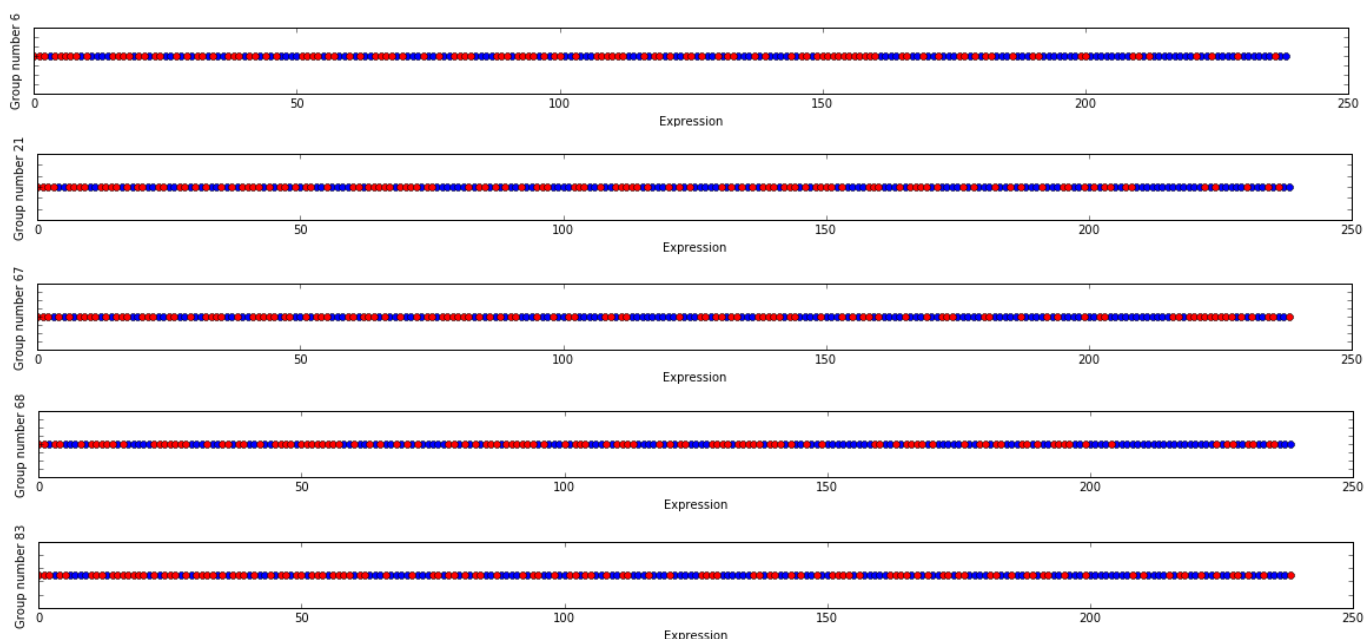 Group number 6
0 50 100 150 200 250
Expression
Group number 21
0 50 100 150 200 250
Expression
Group number 67
0 50 100 150 200 250
Expression
Group number 68
0 50 100 150 200 250
Expression
Group number 83
0 50 100 150 200 250
Expression